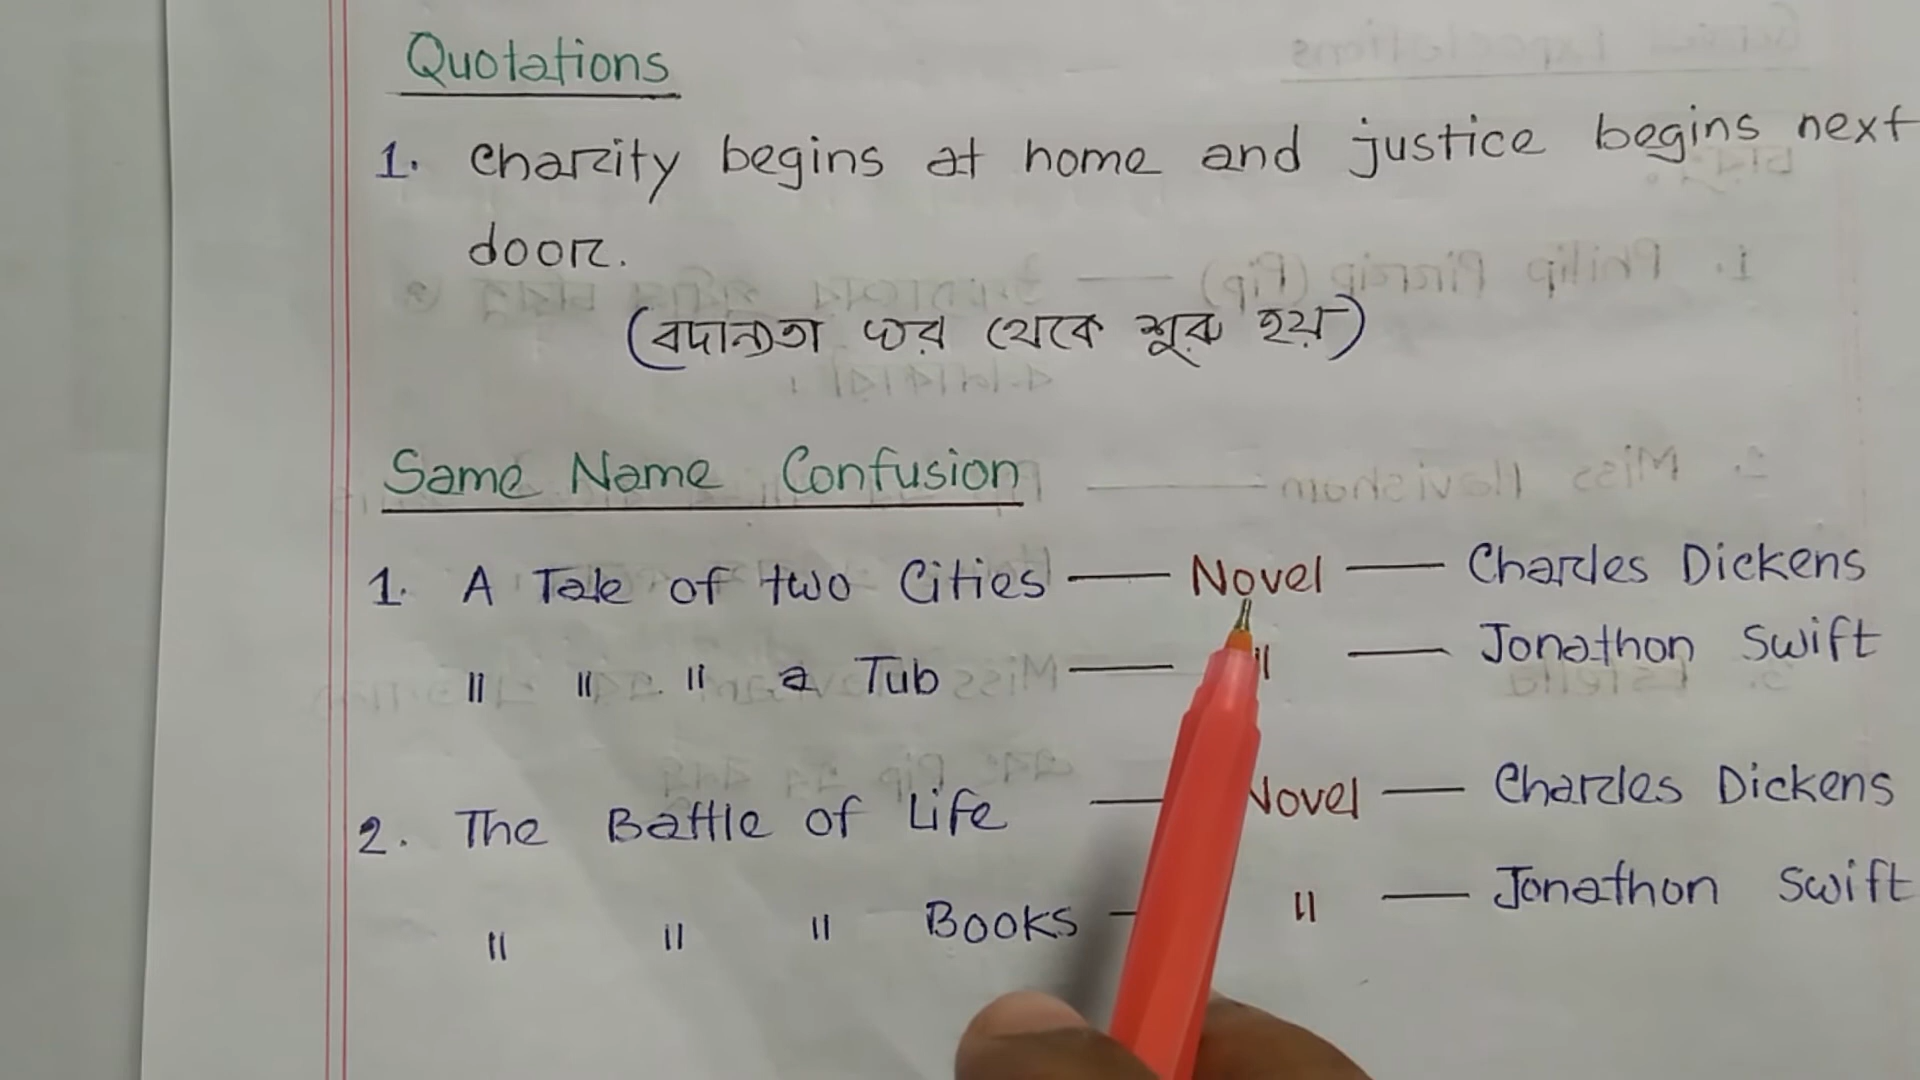 Quotations
1. Charity begins at home and justice begins next
door.
(বদান্যতা ঘর থেকে শুরু হয়)
Same Name Confusion
1. A Tale of two Cities — Novel — Charles Dickens
" " " a Tub — " — Jonathon Swift
2. The Battle of Life — Novel — Charles Dickens
" " " Books — " — Jonathon Swift